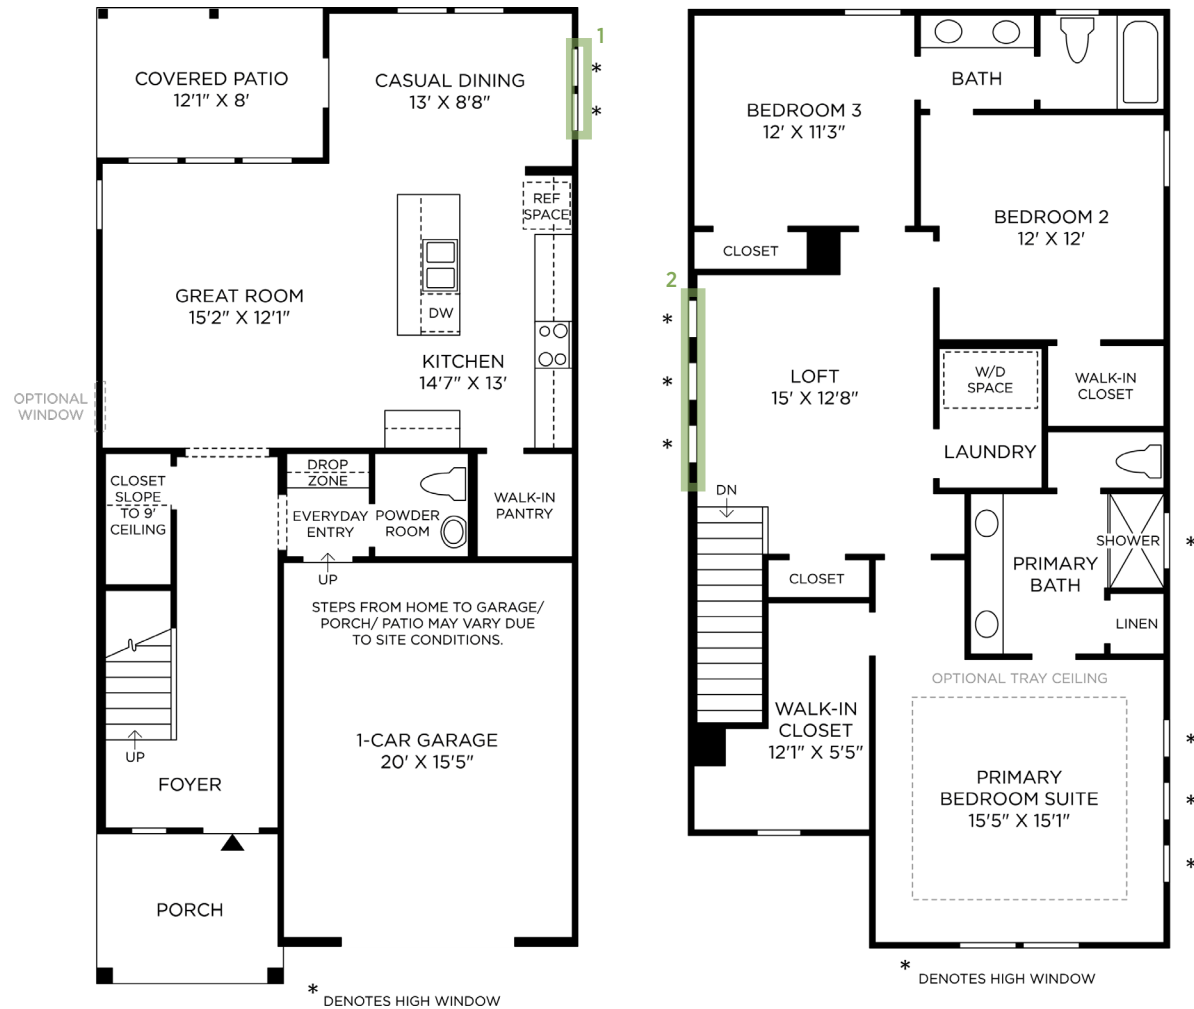 1
COVERED PATIO
12'1" X 8'
CASUAL DINING
13' X 8'8"
*
*
REF
SPACE
GREAT ROOM
15'2" X 12'1"
DW
KITCHEN
14'7" X 13'
OPTIONAL
WINDOW
CLOSET
SLOPE
TO 9'
CEILING
DROP
ZONE
EVERYDAY
ENTRY
POWDER
ROOM
WALK-IN
PANTRY
UP
STEPS FROM HOME TO GARAGE/
PORCH/ PATIO MAY VARY DUE
TO SITE CONDITIONS.
1-CAR GARAGE
20' X 15'5"
UP
FOYER
PORCH
* DENOTES HIGH WINDOW
BATH
BEDROOM 3
12' X 11'3"
BEDROOM 2
12' X 12'
CLOSET
2
*
*
*
LOFT
15' X 12'8"
W/D
SPACE
WALK-IN
CLOSET
LAUNDRY
DN
SHOWER
*
PRIMARY
BATH
CLOSET
LINEN
OPTIONAL TRAY CEILING
WALK-IN
CLOSET
12'1" X 5'5"
PRIMARY
BEDROOM SUITE
15'5" X 15'1"
*
*
*
* DENOTES HIGH WINDOW